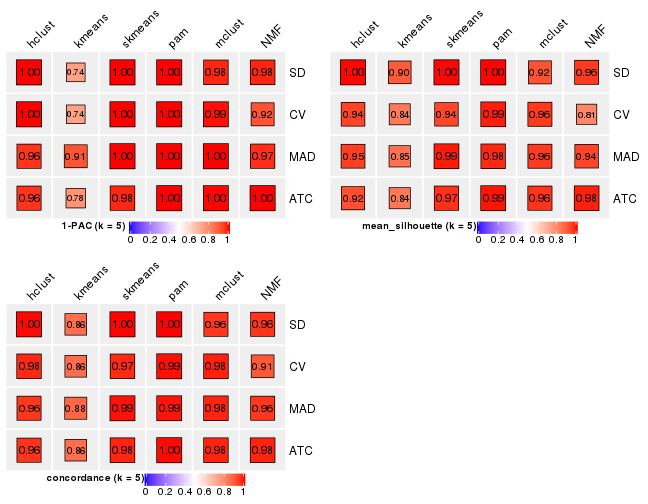 hclust kmeans skmeans pam mclust NMF
1.00 0.74 1.00 1.00 0.98 0.98 SD
1.00 0.74 1.00 1.00 0.99 0.92 CV
0.96 0.91 1.00 1.00 1.00 0.97 MAD
0.96 0.78 0.98 1.00 1.00 1.00 ATC
1-PAC (k = 5)
0 0.2 0.4 0.6 0.8 1
hclust kmeans skmeans pam mclust NMF
1.00 0.90 1.00 1.00 0.92 0.96 SD
0.94 0.84 0.94 0.99 0.96 0.81 CV
0.95 0.85 0.99 0.98 0.96 0.94 MAD
0.92 0.84 0.97 0.99 0.96 0.98 ATC
mean_silhouette (k = 5)
0 0.2 0.4 0.6 0.8 1
hclust kmeans skmeans pam mclust NMF
1.00 0.86 1.00 1.00 0.96 0.96 SD
0.98 0.86 0.97 0.99 0.98 0.91 CV
0.96 0.88 0.99 0.99 0.98 0.96 MAD
0.96 0.86 0.98 1.00 0.98 0.98 ATC
concordance (k = 5)
0 0.2 0.4 0.6 0.8 1